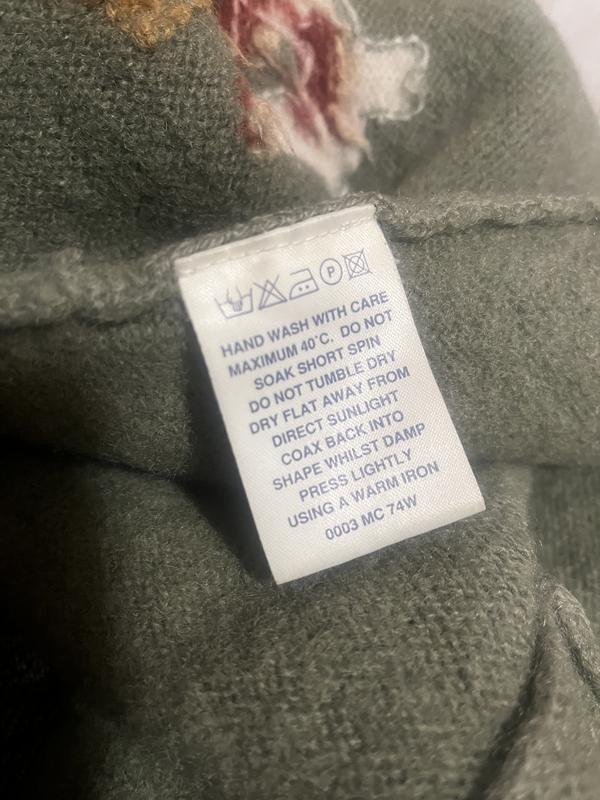 P
HAND WASH WITH CARE
MAXIMUM 40°C. DO NOT
SOAK SHORT SPIN
DO NOT TUMBLE DRY
DRY FLAT AWAY FROM
DIRECT SUNLIGHT
COAX BACK INTO
SHAPE WHILST DAMP
PRESS LIGHTLY
USING A WARM IRON
0003 MC 74W